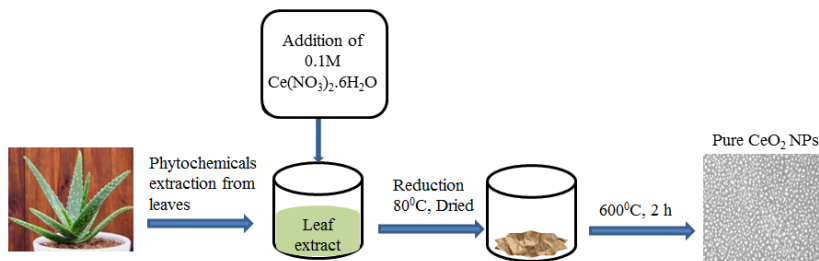 Addition of
0.1M
Ce(NO₃)₂.6H₂O
Phytochemicals
extraction from
leaves
Leaf
extract
Reduction
80⁰C, Dried
600⁰C, 2 h
Pure CeO₂ NPs